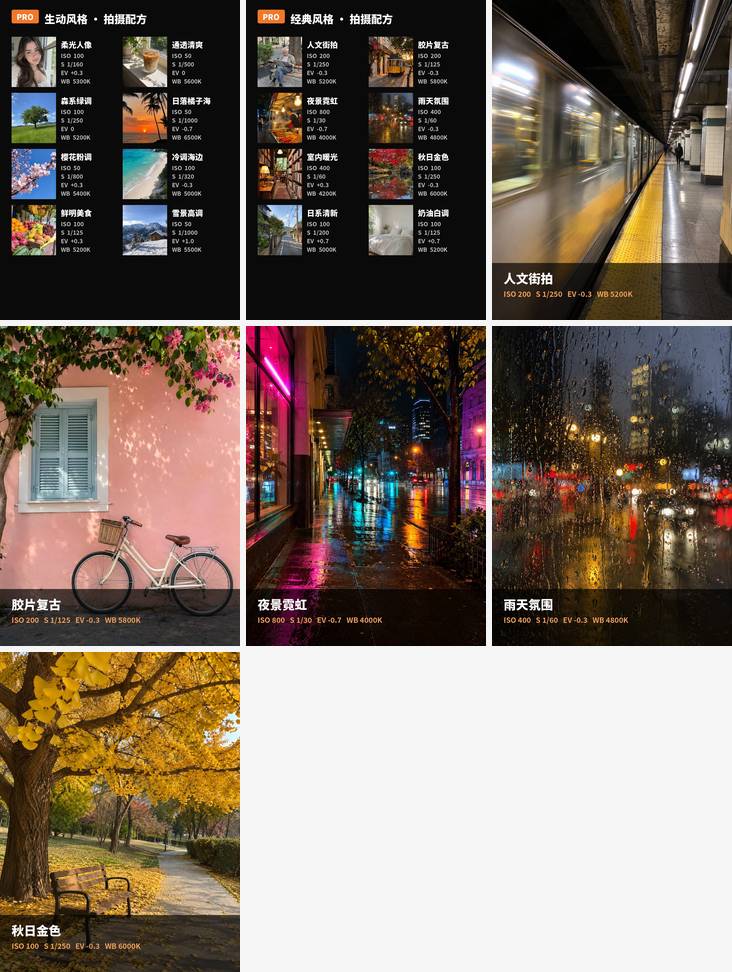 PRO 生动风格 · 拍摄配方
柔光人像
ISO 100
S 1/160
EV +0.3
WB 5300K
通透清爽
ISO 50
S 1/500
EV 0
WB 5600K
森系绿调
ISO 100
S 1/250
EV 0
WB 5200K
日落橘子海
ISO 50
S 1/1000
EV -0.7
WB 6500K
樱花粉调
ISO 50
S 1/800
EV +0.3
WB 5400K
冷调海边
ISO 100
S 1/320
EV -0.3
WB 5000K
鲜明美食
ISO 100
S 1/125
EV +0.3
WB 5200K
雪景高调
ISO 50
S 1/1000
EV +1.0
WB 5500K
PRO 经典风格 · 拍摄配方
人文街拍
ISO 200
S 1/250
EV -0.3
WB 5200K
胶片复古
ISO 200
S 1/125
EV -0.3
WB 5800K
夜景霓虹
ISO 800
S 1/30
EV -0.7
WB 4000K
雨天氛围
ISO 400
S 1/60
EV -0.3
WB 4800K
室内暖光
ISO 400
S 1/60
EV +0.3
WB 4200K
秋日金色
ISO 100
S 1/250
EV -0.3
WB 6000K
日系清新
ISO 100
S 1/200
EV +0.7
WB 5000K
奶油白调
ISO 100
S 1/125
EV +0.7
WB 5200K
人文街拍
ISO 200 S 1/250 EV -0.3 WB 5200K
胶片复古
ISO 200 S 1/125 EV -0.3 WB 5800K
夜景霓虹
ISO 800 S 1/30 EV -0.7 WB 4000K
雨天氛围
ISO 400 S 1/60 EV -0.3 WB 4800K
秋日金色
ISO 100 S 1/250 EV -0.3 WB 6000K